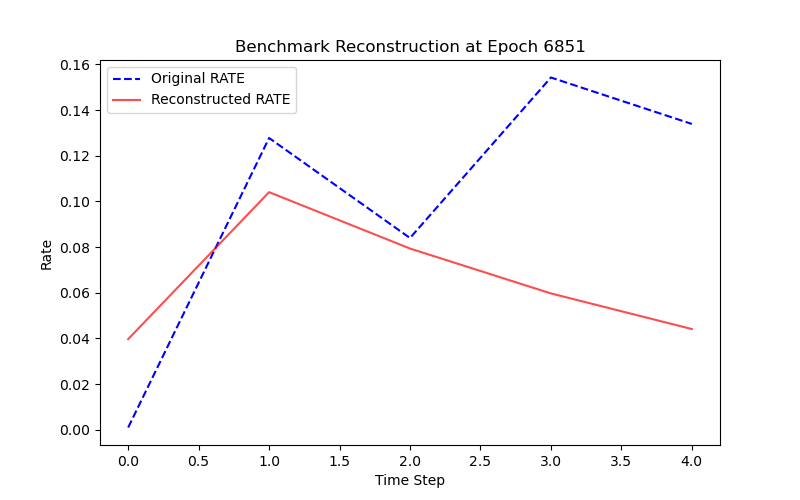 Benchmark Reconstruction at Epoch 6851
Original RATE
Reconstructed RATE
0.16
0.14
0.12
0.10
0.08
0.06
0.04
0.02
0.00
Rate
0.0 0.5 1.0 1.5 2.0 2.5 3.0 3.5 4.0
Time Step